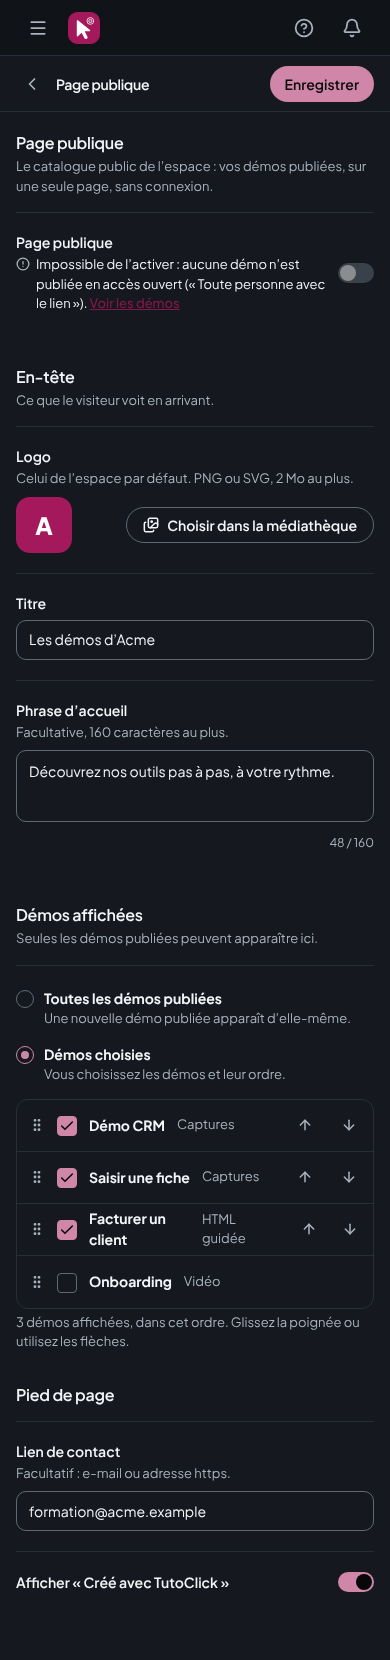 Page publique
Enregistrer
Page publique
Le catalogue public de l'espace : vos démos publiées, sur
une seule page, sans connexion.
Page publique
Impossible de l'activer : aucune démo n'est
publiée en accès ouvert (« Toute personne avec
le lien »). Voir les démos
En-tête
Ce que le visiteur voit en arrivant.
Logo
Celui de l'espace par défaut. PNG ou SVG, 2 Mo au plus.
A
Choisir dans la médiathèque
Titre
Les démos d'Acme
Phrase d'accueil
Facultative, 160 caractères au plus.
Découvrez nos outils pas à pas, à votre rythme.
48 / 160
Démos affichées
Seules les démos publiées peuvent apparaître ici.
Toutes les démos publiées
Une nouvelle démo publiée apparaît d'elle-même.
Démos choisies
Vous choisissez les démos et leur ordre.
Démo CRM Captures
Saisir une fiche Captures
Facturer un client HTML guidée
Onboarding Vidéo
3 démos affichées, dans cet ordre. Glissez la poignée ou
utilisez les flèches.
Pied de page
Lien de contact
Facultatif : e-mail ou adresse https.
formation@acme.example
Afficher « Créé avec TutoClick »